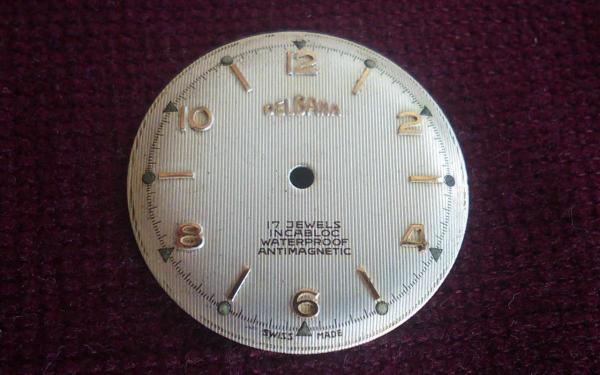 12
DELBANA
10 2
8 4
17 JEWELS
INCABLOC
WATERPROOF
ANTIMAGNETIC
6
SWISS MADE